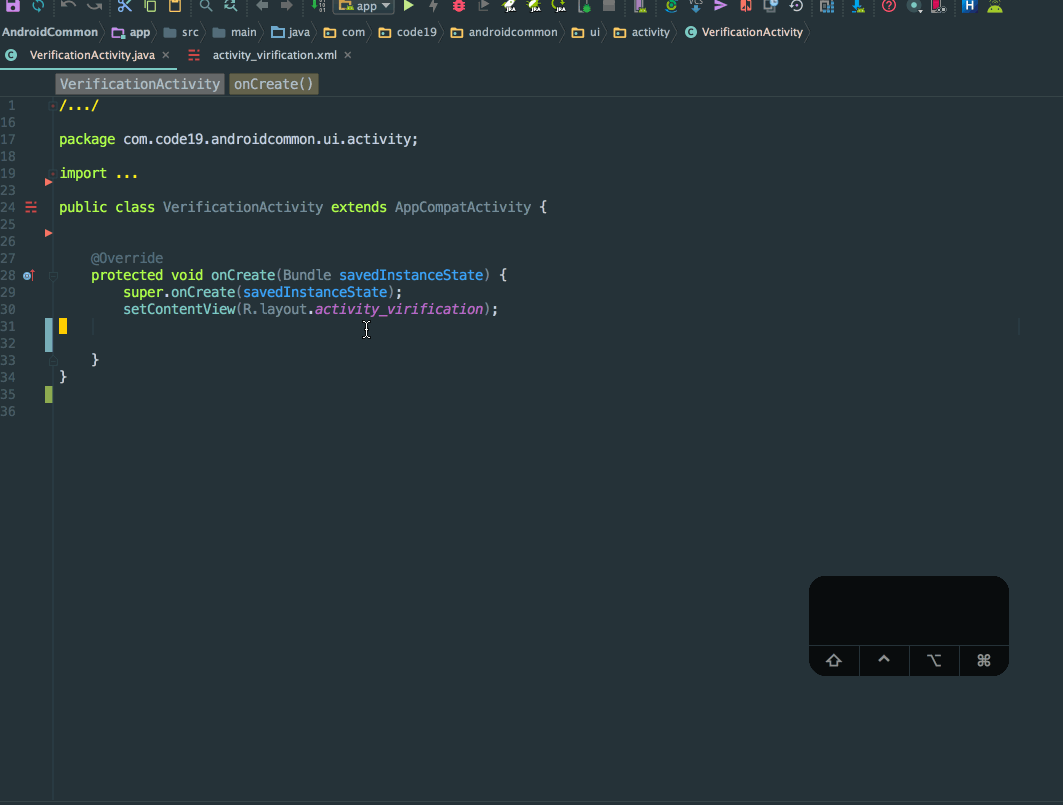 app
AndroidCommon app src main java com code19 androidcommon ui activity VerificationActivity
VerificationActivity.java activity_virification.xml
VerificationActivity onCreate()
1 /.../
16
17 package com.code19.androidcommon.ui.activity;
18
19 import ...
23
24 public class VerificationActivity extends AppCompatActivity {
25
26
27 @Override
28 protected void onCreate(Bundle savedInstanceState) {
29 super.onCreate(savedInstanceState);
30 setContentView(R.layout.activity_virification);
31
32
33 }
34 }
35
36